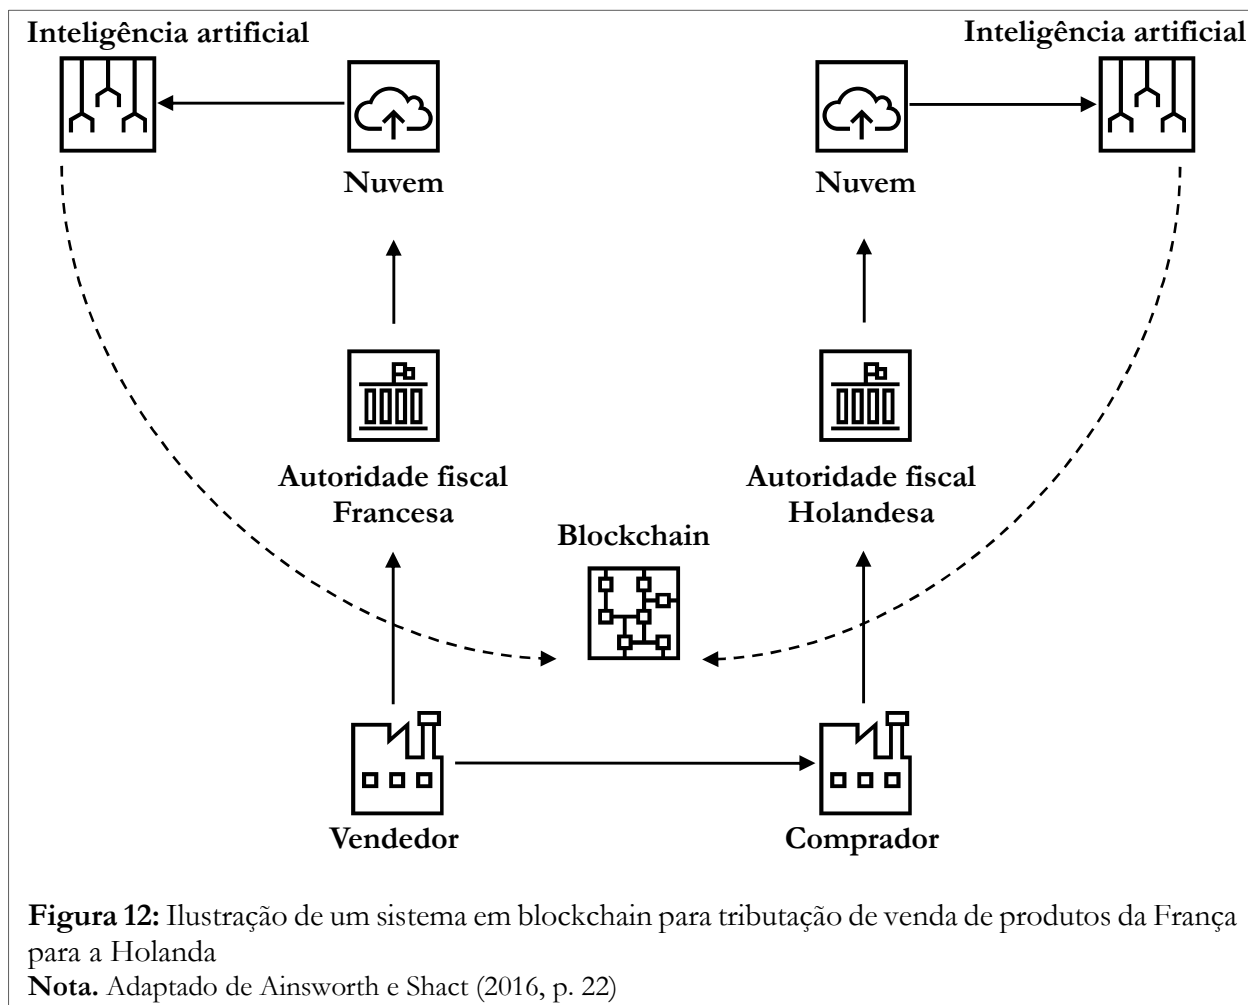 Inteligência artificial
Inteligência artificial
Nuvem
Nuvem
Autoridade fiscal
Francesa
Autoridade fiscal
Holandesa
Blockchain
Vendedor
Comprador
Figura 12: Ilustração de um sistema em blockchain para tributação de venda de produtos da França
para a Holanda
Nota. Adaptado de Ainsworth e Shact (2016, p. 22)